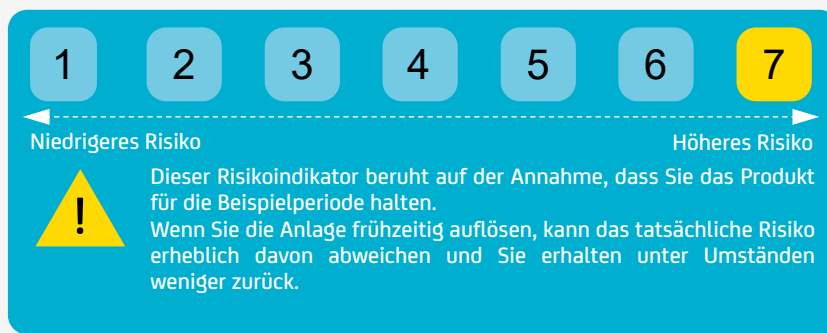 1 2 3 4 5 6 7
Niedrigeres Risiko Höheres Risiko
Dieser Risikoindikator beruht auf der Annahme, dass Sie das Produkt
für die Beispielperiode halten.
!
Wenn Sie die Anlage frühzeitig auflösen, kann das tatsächliche Risiko
erheblich davon abweichen und Sie erhalten unter Umständen
weniger zurück.